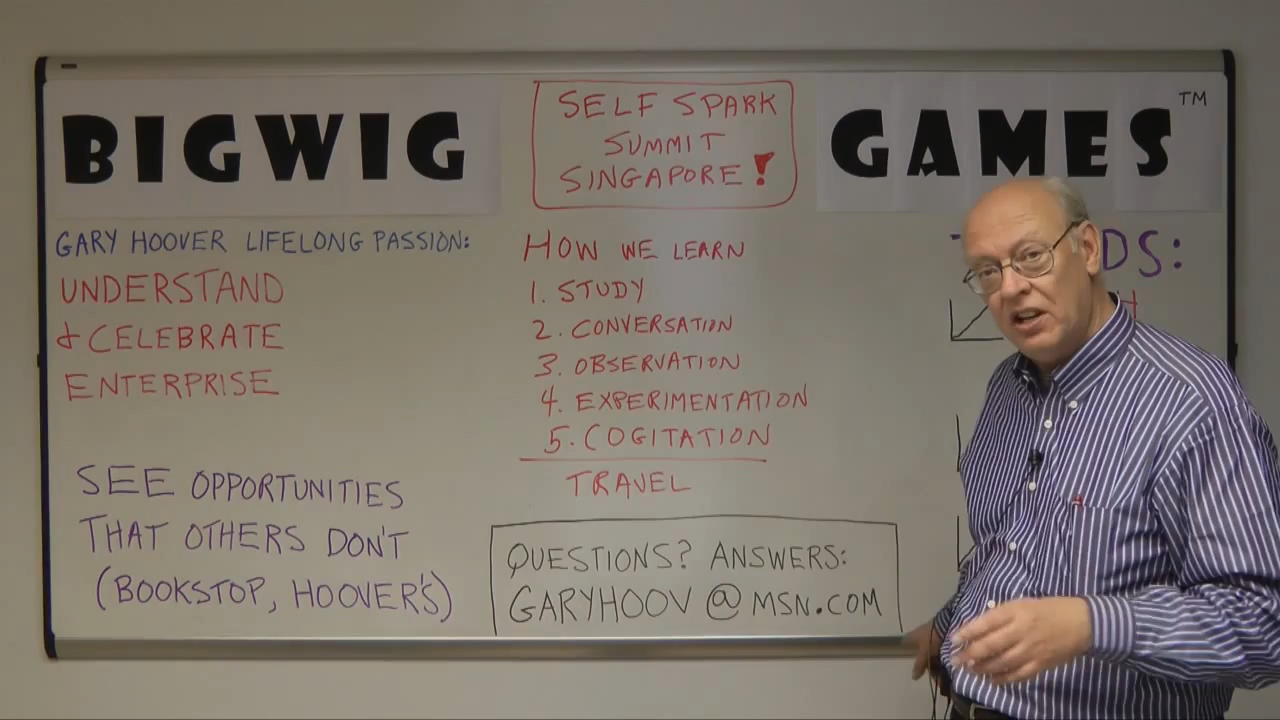 BIGWIG
SELF SPARK
SUMMIT
SINGAPORE!
GAMES™
GARY HOOVER LIFELONG PASSION:
UNDERSTAND
& CELEBRATE
ENTERPRISE
SEE OPPORTUNITIES
THAT OTHERS DON'T
(BOOKSTOP, HOOVER'S)
HOW WE LEARN
1. STUDY
2. CONVERSATION
3. OBSERVATION
4. EXPERIMENTATION
5. COGITATION
TRAVEL
QUESTIONS? ANSWERS:
GARYHOOV @ MSN.COM